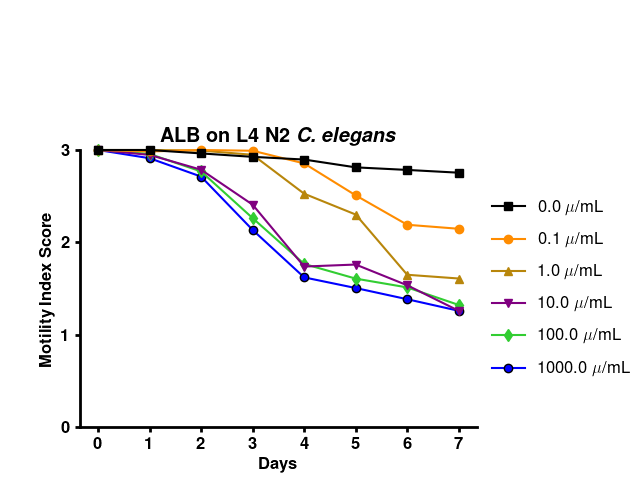 ALB on L4 N2 C. elegans
Motility Index Score
3
2
1
0
0 1 2 3 4 5 6 7
Days
0.0 μ/mL
0.1 μ/mL
1.0 μ/mL
10.0 μ/mL
100.0 μ/mL
1000.0 μ/mL